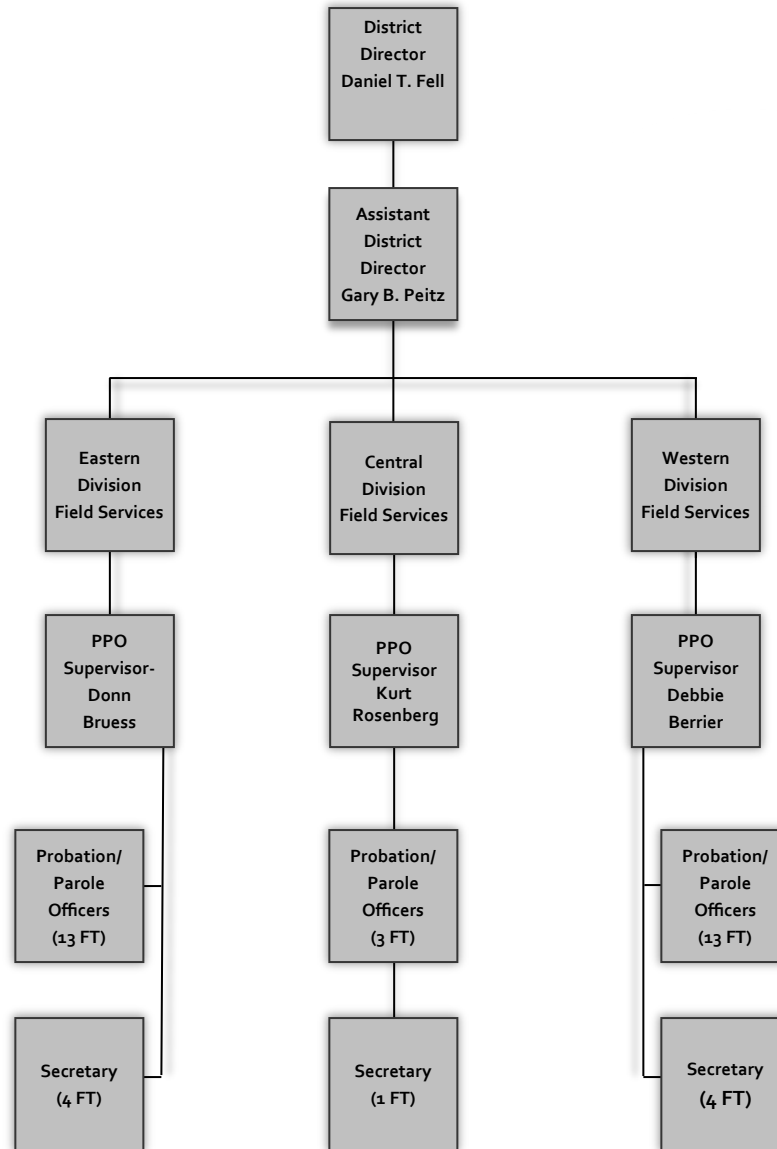 District
Director
Daniel T. Fell
Assistant
District
Director
Gary B. Peitz
Eastern
Division
Field Services
Central
Division
Field Services
Western
Division
Field Services
PPO
Supervisor-
Donn
Bruess
PPO
Supervisor
Kurt
Rosenberg
PPO
Supervisor
Debbie
Berrier
Probation/
Parole
Officers
(13 FT)
Probation/
Parole
Officers
(3 FT)
Probation/
Parole
Officers
(13 FT)
Secretary
(4 FT)
Secretary
(1 FT)
Secretary
(4 FT)